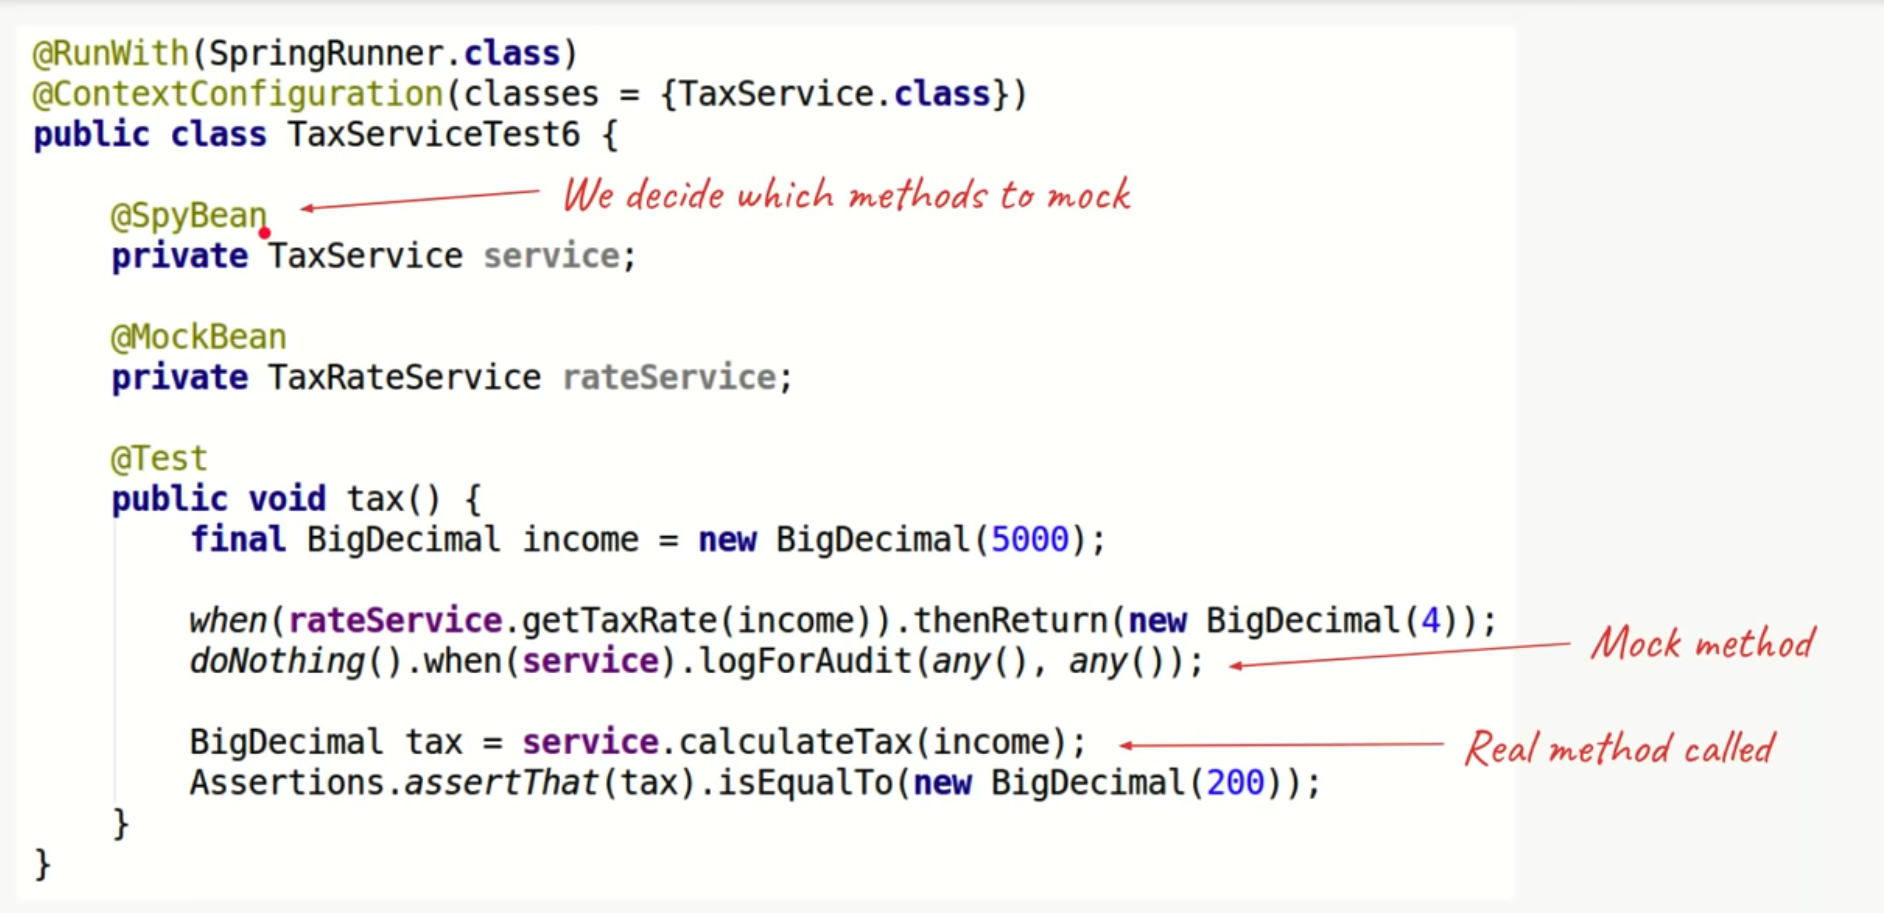 @RunWith(SpringRunner.class)
@ContextConfiguration(classes = {TaxService.class})
public class TaxServiceTest6 {
@SpyBean
We decide which methods to mock
private TaxService service;
@MockBean
private TaxRateService rateService;
@Test
public void tax() {
final BigDecimal income = new BigDecimal(5000);
when(rateService.getTaxRate(income)).thenReturn(new BigDecimal(4));
doNothing().when(service).logForAudit(any(), any());
Mock method
BigDecimal tax = service.calculateTax(income);
Real method called
Assertions.assertThat(tax).isEqualTo(new BigDecimal(200));
}
}